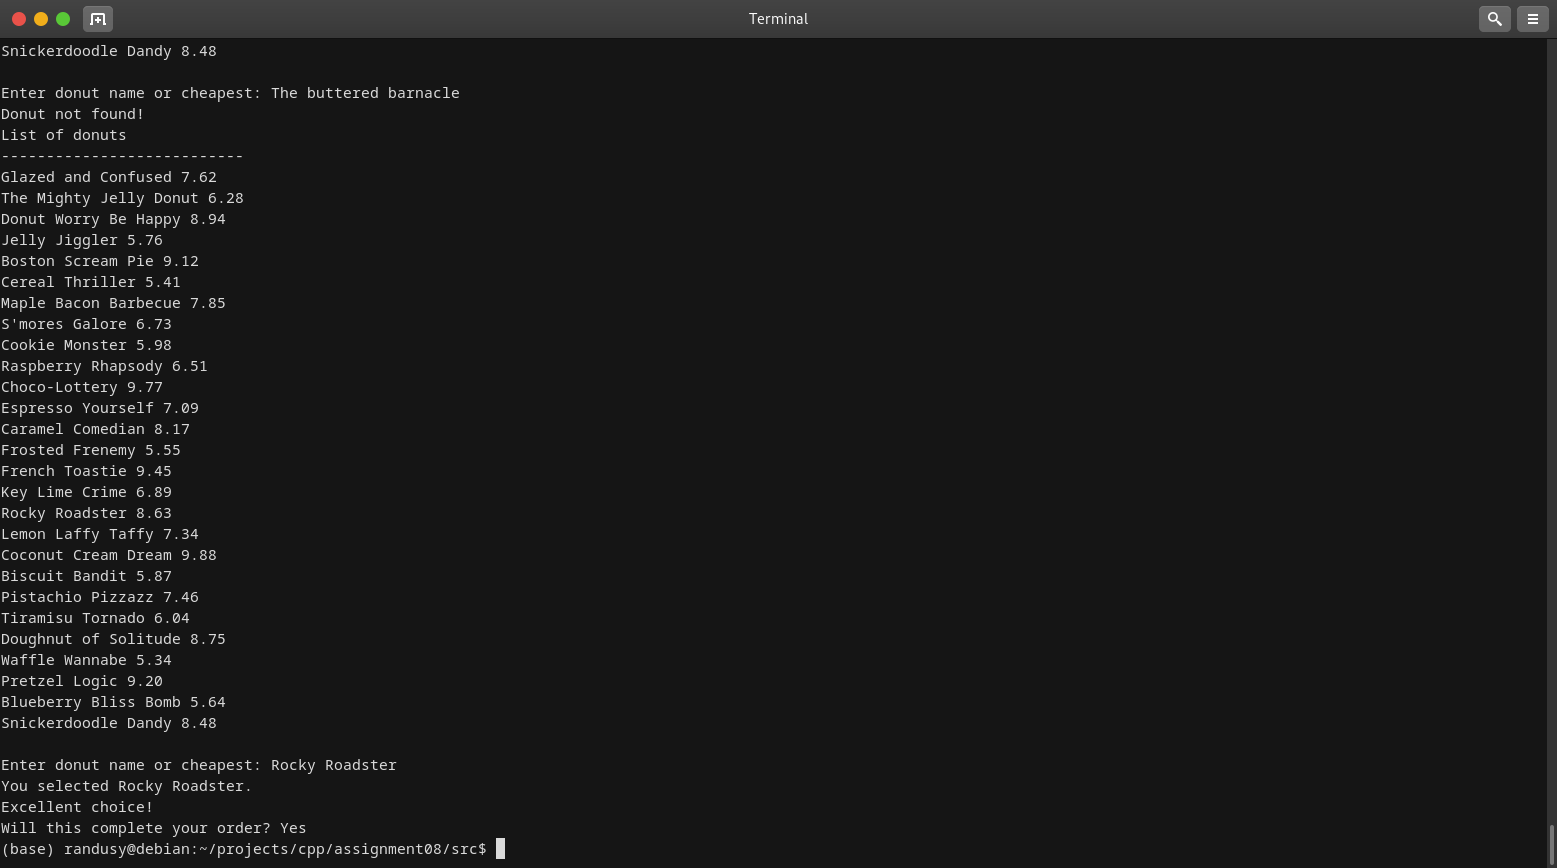 Terminal
Snickerdoodle Dandy 8.48

Enter donut name or cheapest: The buttered barnacle
Donut not found!
List of donuts
---------------------------
Glazed and Confused 7.62
The Mighty Jelly Donut 6.28
Donut Worry Be Happy 8.94
Jelly Jiggler 5.76
Boston Scream Pie 9.12
Cereal Thriller 5.41
Maple Bacon Barbecue 7.85
S'mores Galore 6.73
Cookie Monster 5.98
Raspberry Rhapsody 6.51
Choco-Lottery 9.77
Espresso Yourself 7.09
Caramel Comedian 8.17
Frosted Frenemy 5.55
French Toastie 9.45
Key Lime Crime 6.89
Rocky Roadster 8.63
Lemon Laffy Taffy 7.34
Coconut Cream Dream 9.88
Biscuit Bandit 5.87
Pistachio Pizzazz 7.46
Tiramisu Tornado 6.04
Doughnut of Solitude 8.75
Waffle Wannabe 5.34
Pretzel Logic 9.20
Blueberry Bliss Bomb 5.64
Snickerdoodle Dandy 8.48

Enter donut name or cheapest: Rocky Roadster
You selected Rocky Roadster.
Excellent choice!
Will this complete your order? Yes
(base) randusy@debian:~/projects/cpp/assignment08/src$